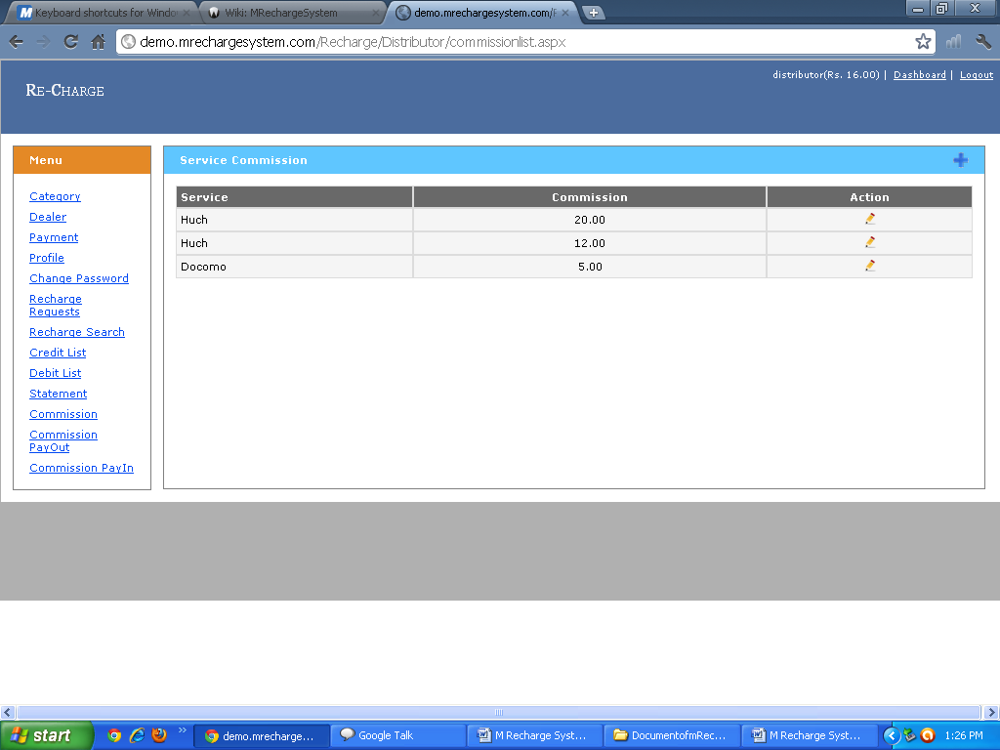 Keyboard shortcuts for Windo
Wiki: MRechargeSystem
demo.mrechargesystem.com/F
demo.mrechargesystem.com/Recharge/Distributor/commissionlist.aspx
distributor(Rs. 16.00) | Dashboard | Logout
RE-CHARGE
Menu
Category
Dealer
Payment
Profile
Change Password
Recharge
Requests
Recharge Search
Credit List
Debit List
Statement
Commission
Commission
PayOut
Commission PayIn
Service Commission
Service Commission Action
Huch 20.00
Huch 12.00
Docomo 5.00
start
demo.mrecharge...
Google Talk
M Recharge Syst...
DocumentofmRec...
M Recharge Syst...
1:26 PM